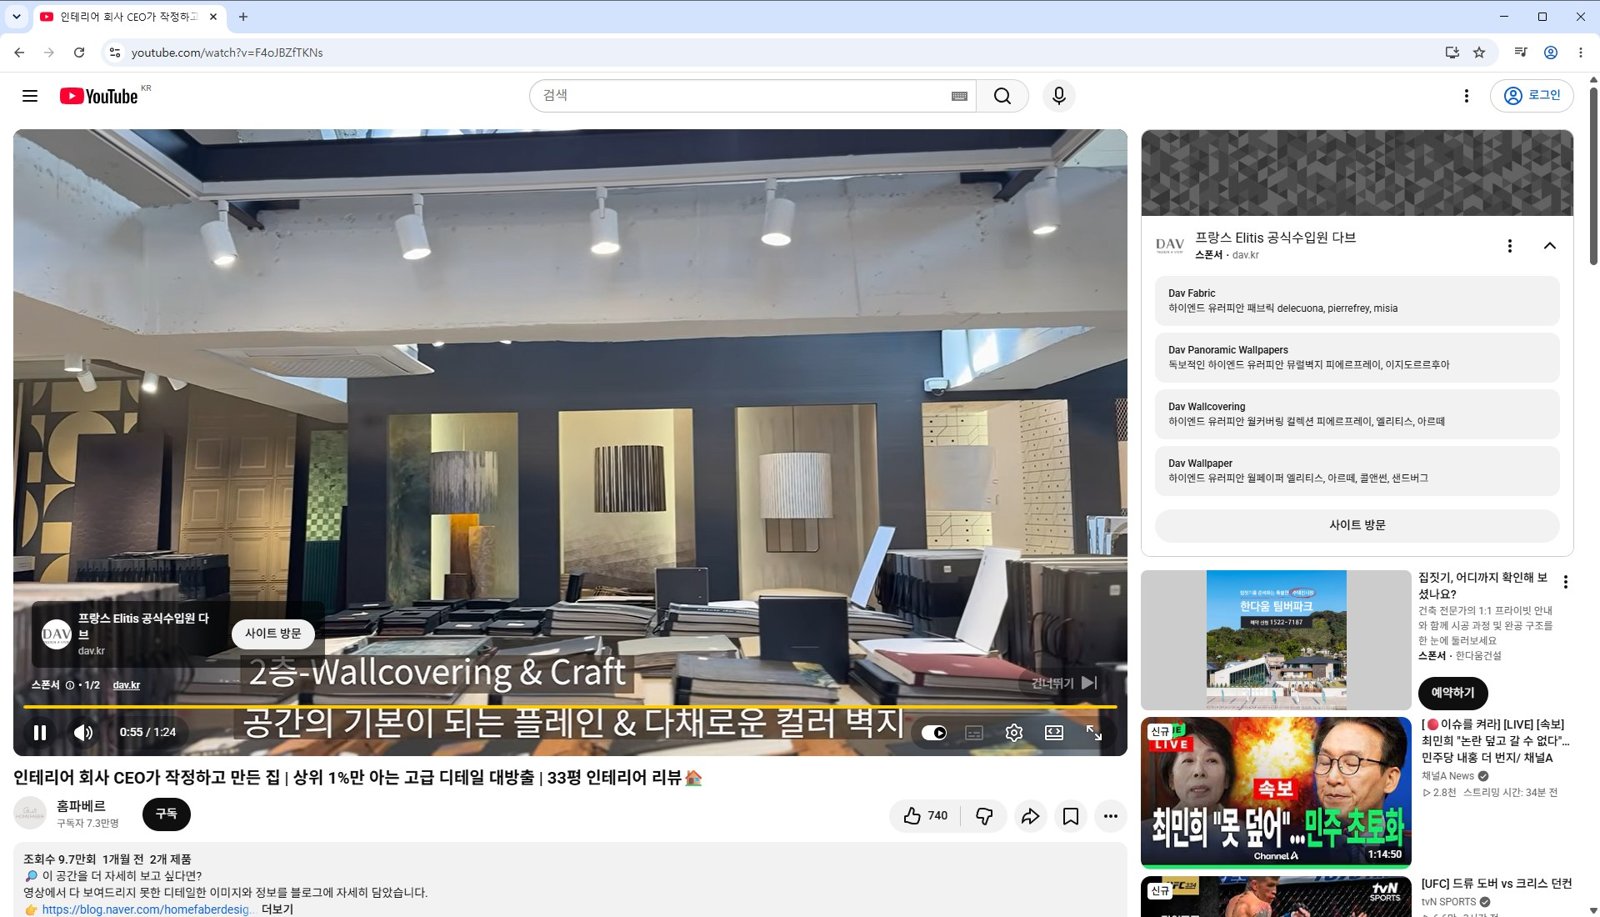 인테리어 회사 CEO가 작정하고
youtube.com/watch?v=F4oJBZfTKNs
YouTube KR
검색
로그인
프랑스 Elitis 공식수입원 다브
dav.kr
사이트 방문
2층-Wallcovering & Craft
스폰서 • 1/2 dav.kr
건너뛰기
공간의 기본이 되는 플레인 & 다채로운 컬러 벽지
0:55 / 1:24
인테리어 회사 CEO가 작정하고 만든 집 | 상위 1%만 아는 고급 디테일 대방출 | 33평 인테리어 리뷰🏠
홈파베르
구독자 7.3만명
구독
740
조회수 9.7만회 1개월 전 2개 제품
🔎 이 공간을 더 자세히 보고 싶다면?
영상에서 다 보여드리지 못한 디테일한 이미지와 정보를 블로그에 자세히 담았습니다.
👉 https://blog.naver.com/homefaberdesig... 더보기
DAV
프랑스 Elitis 공식수입원 다브
스폰서 · dav.kr
Dav Fabric
하이엔드 유러피안 패브릭 delecuona, pierrefrey, misia
Dav Panoramic Wallpapers
독보적인 하이엔드 유러피안 뮤럴벽지 피에르프레이, 이지도르르후아
Dav Wallcovering
하이엔드 유러피안 월커버링 컬렉션 피에르프레이, 엘리티스, 아르떼
Dav Wallpaper
하이엔드 유러피안 월페이퍼 엘리티스, 아르떼, 콜앤썬, 샌드버그
사이트 방문
한다움 팀버파크
예약 신청 1522-7187
집짓기, 어디까지 확인해 보
셨나요?
건축 전문가의 1:1 프라이빗 안내
와 함께 시공 과정 및 완공 구조를
한 눈에 둘러보세요
스폰서 · 한다움건설
예약하기
신규
LIVE
속보
최민희 "못 덮어"...민주 초토화
Channel A
1:14:50
[🔴이슈를 켜라] [LIVE] [속보]
최민희 "논란 덮고 갈 수 없다"...
민주당 내홍 더 번지/ 채널A
채널A News
2.8천 스트리밍 시간: 34분 전
신규
tvN
SPORTS
[UFC] 드류 도버 vs 크리스 던컨
tvN SPORTS